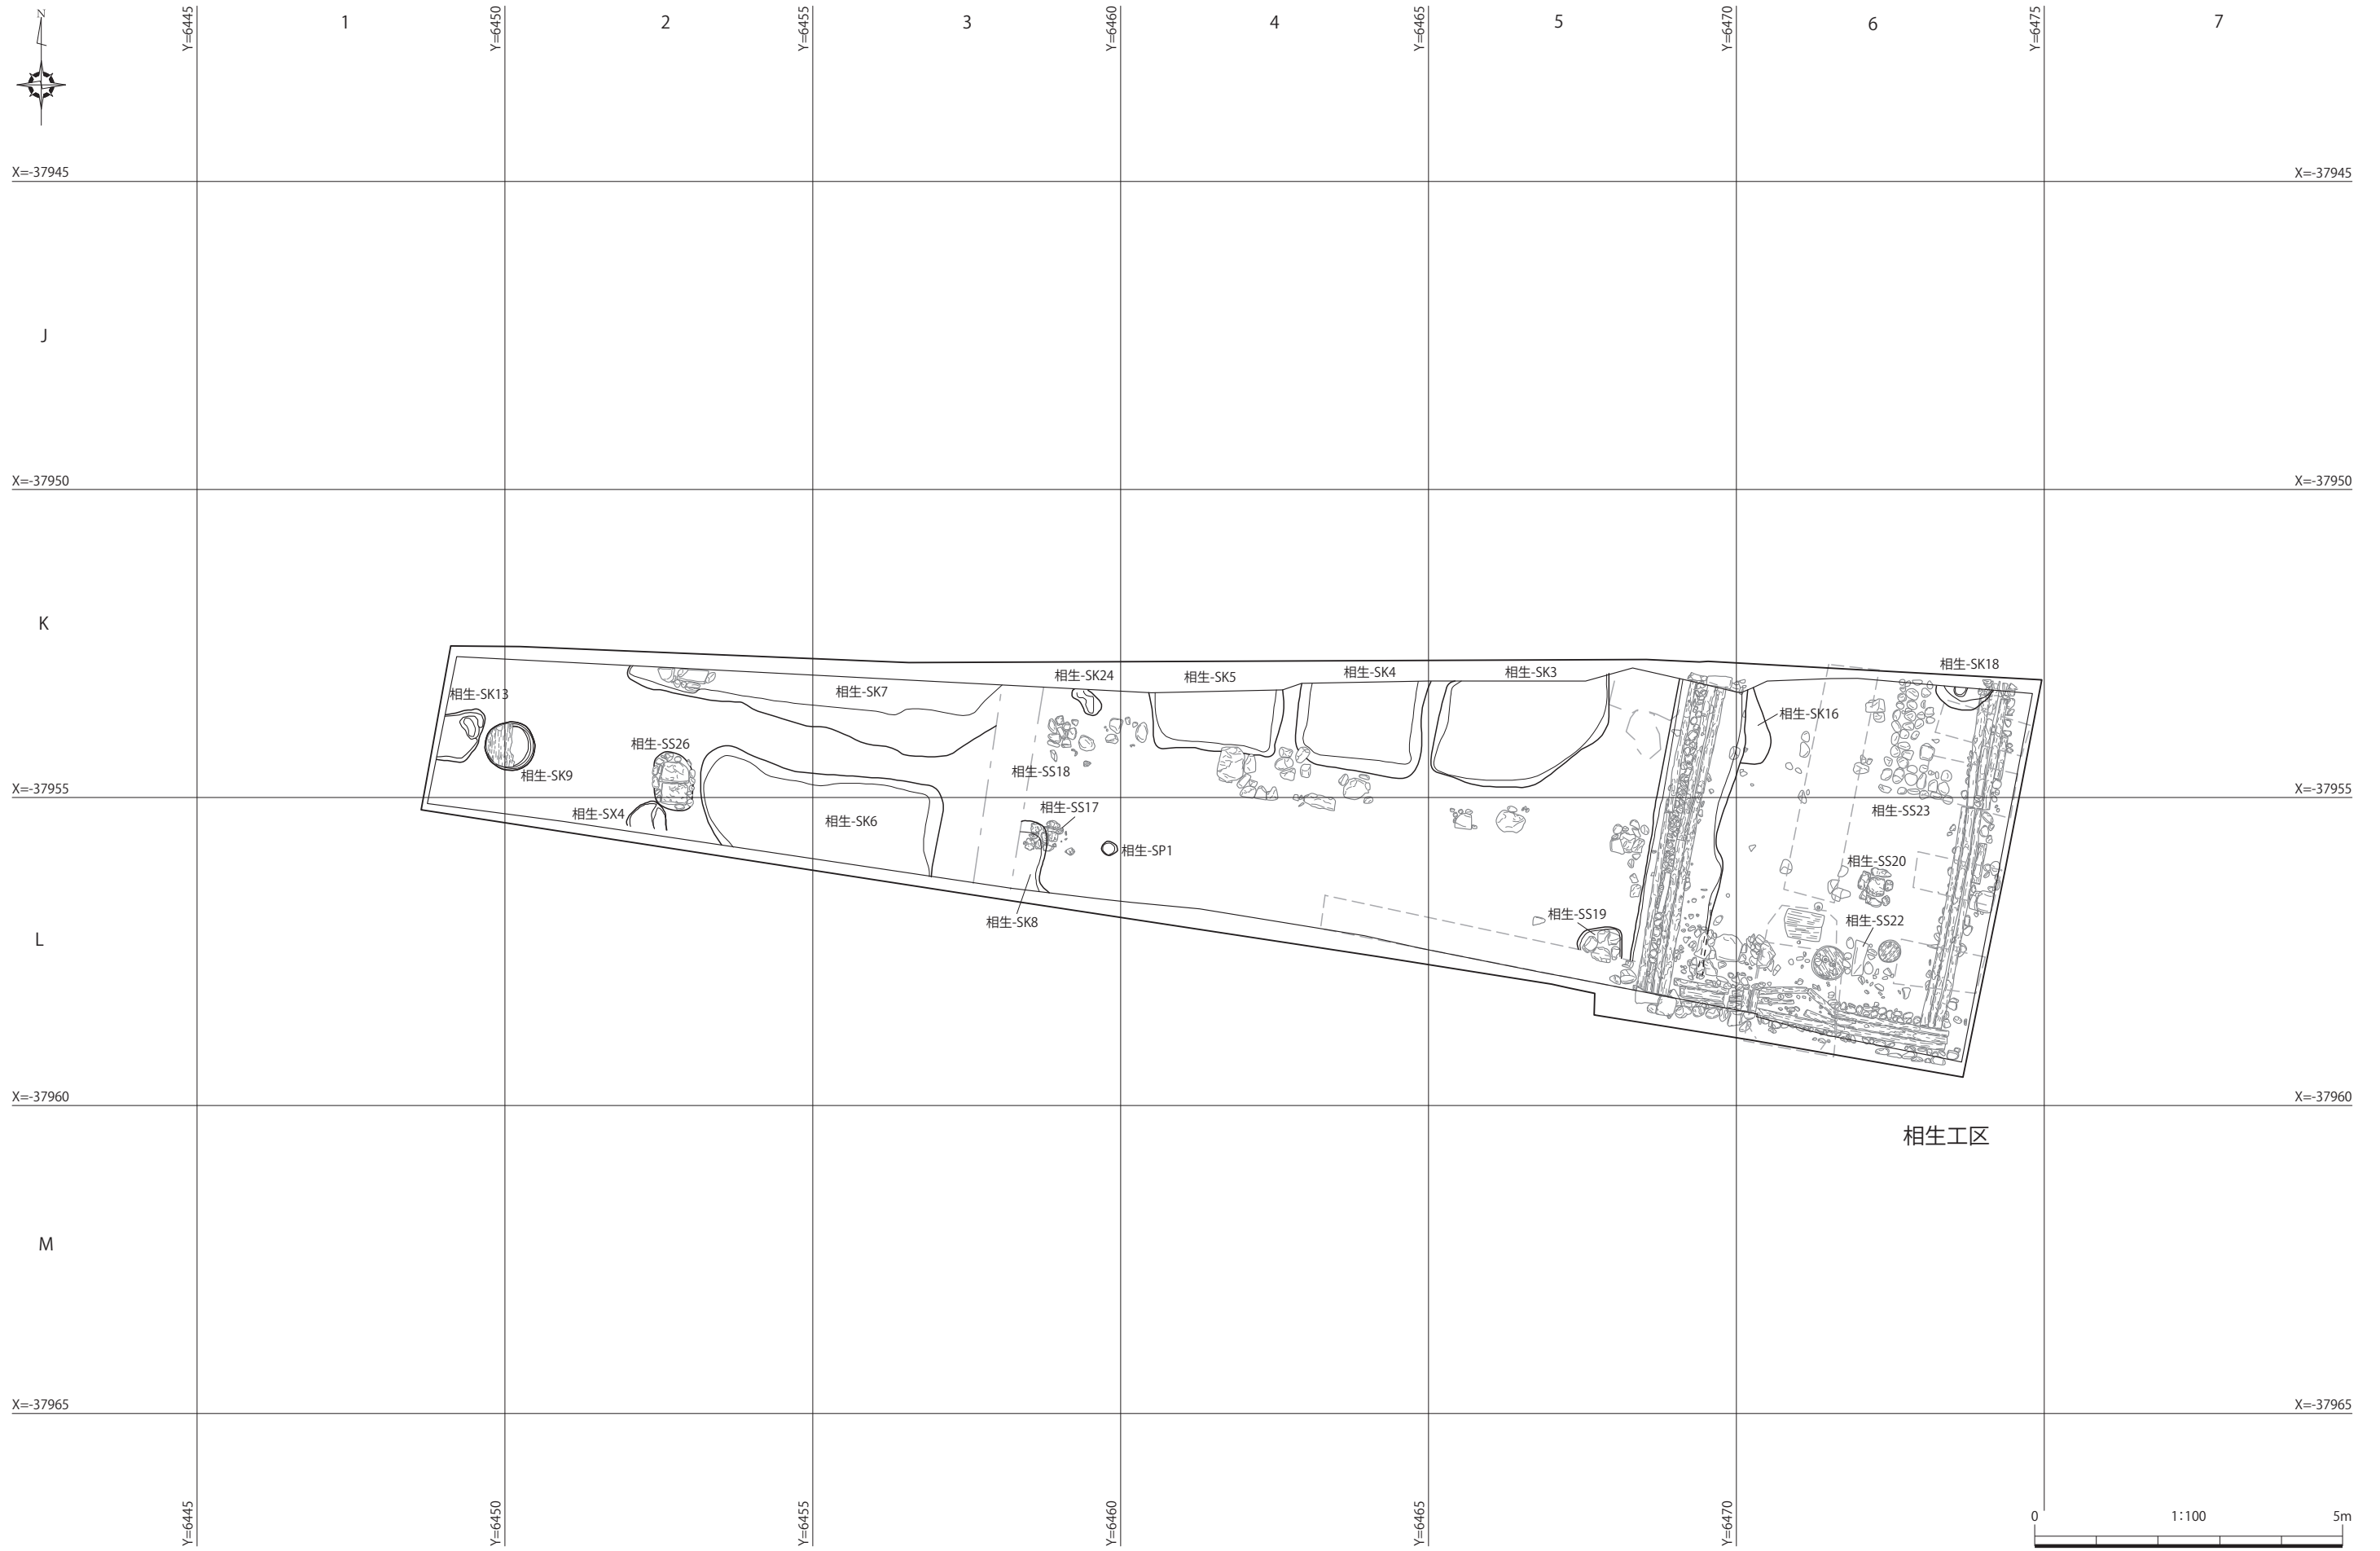 N
1 2 3 4 5 6 7
Y=6445 Y=6450 Y=6455 Y=6460 Y=6465 Y=6470 Y=6475
X=-37945 X=-37945
J
X=-37950 X=-37950
K
相生-SK18
相生-SK24 相生-SK5 相生-SK4 相生-SK3
相生-SK13 相生-SK7
相生-SK16
相生-SS26
相生-SK9 相生-SS18
X=-37955 X=-37955
相生-SX4 相生-SK6 相生-SS17 相生-SS23
相生-SP1 相生-SS20
相生-SK8 相生-SS19 相生-SS22
L
X=-37960 X=-37960
相生工区
M
X=-37965 X=-37965
Y=6445 Y=6450 Y=6455 Y=6460 Y=6465 Y=6470
0 1:100 5m